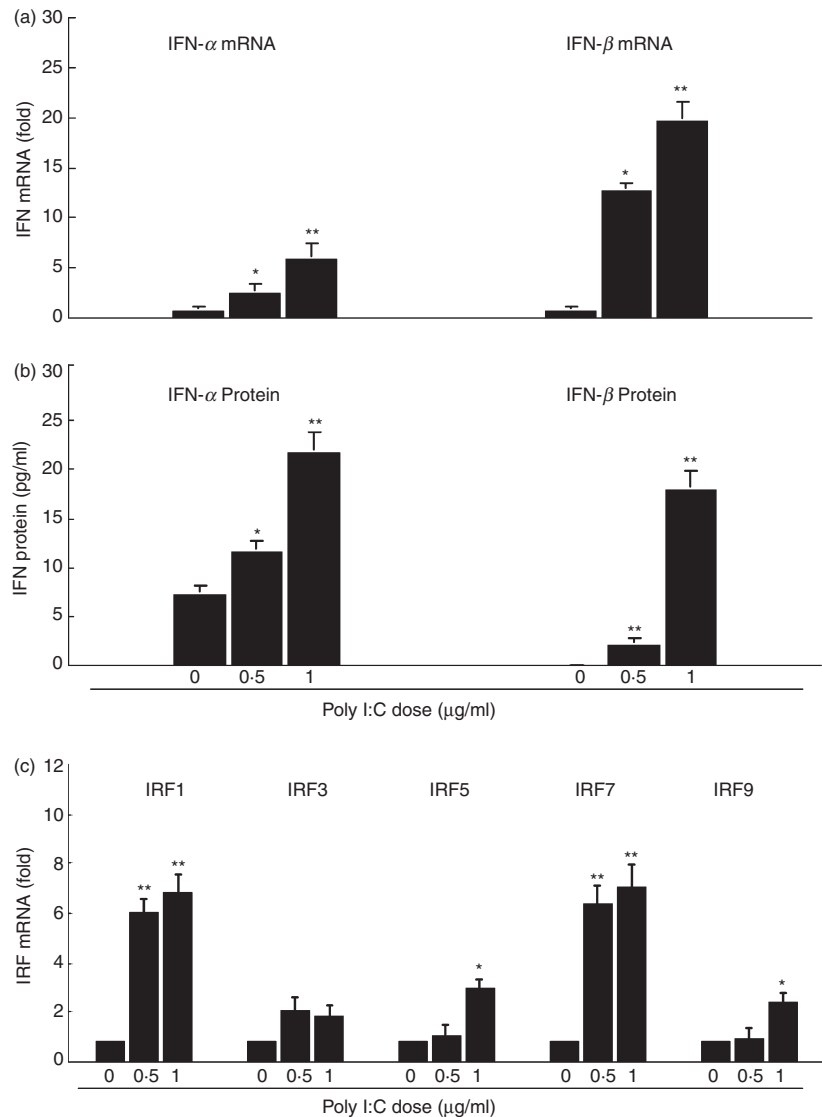 (a)
IFN-α mRNA IFN-β mRNA
IFN mRNA (fold)
30
25
20
15
10
5
0
* ** * **
(b)
IFN-α Protein IFN-β Protein
IFN protein (pg/ml)
30
25
20
15
10
5
0
* ** ** **
0 0·5 1 0 0·5 1
Poly I:C dose (μg/ml)
(c)
IRF1 IRF3 IRF5 IRF7 IRF9
IRF mRNA (fold)
12
10
8
6
4
2
0
** ** * ** ** *
0 0·5 1 0 0·5 1 0 0·5 1 0 0·5 1 0 0·5 1
Poly I:C dose (μg/ml)